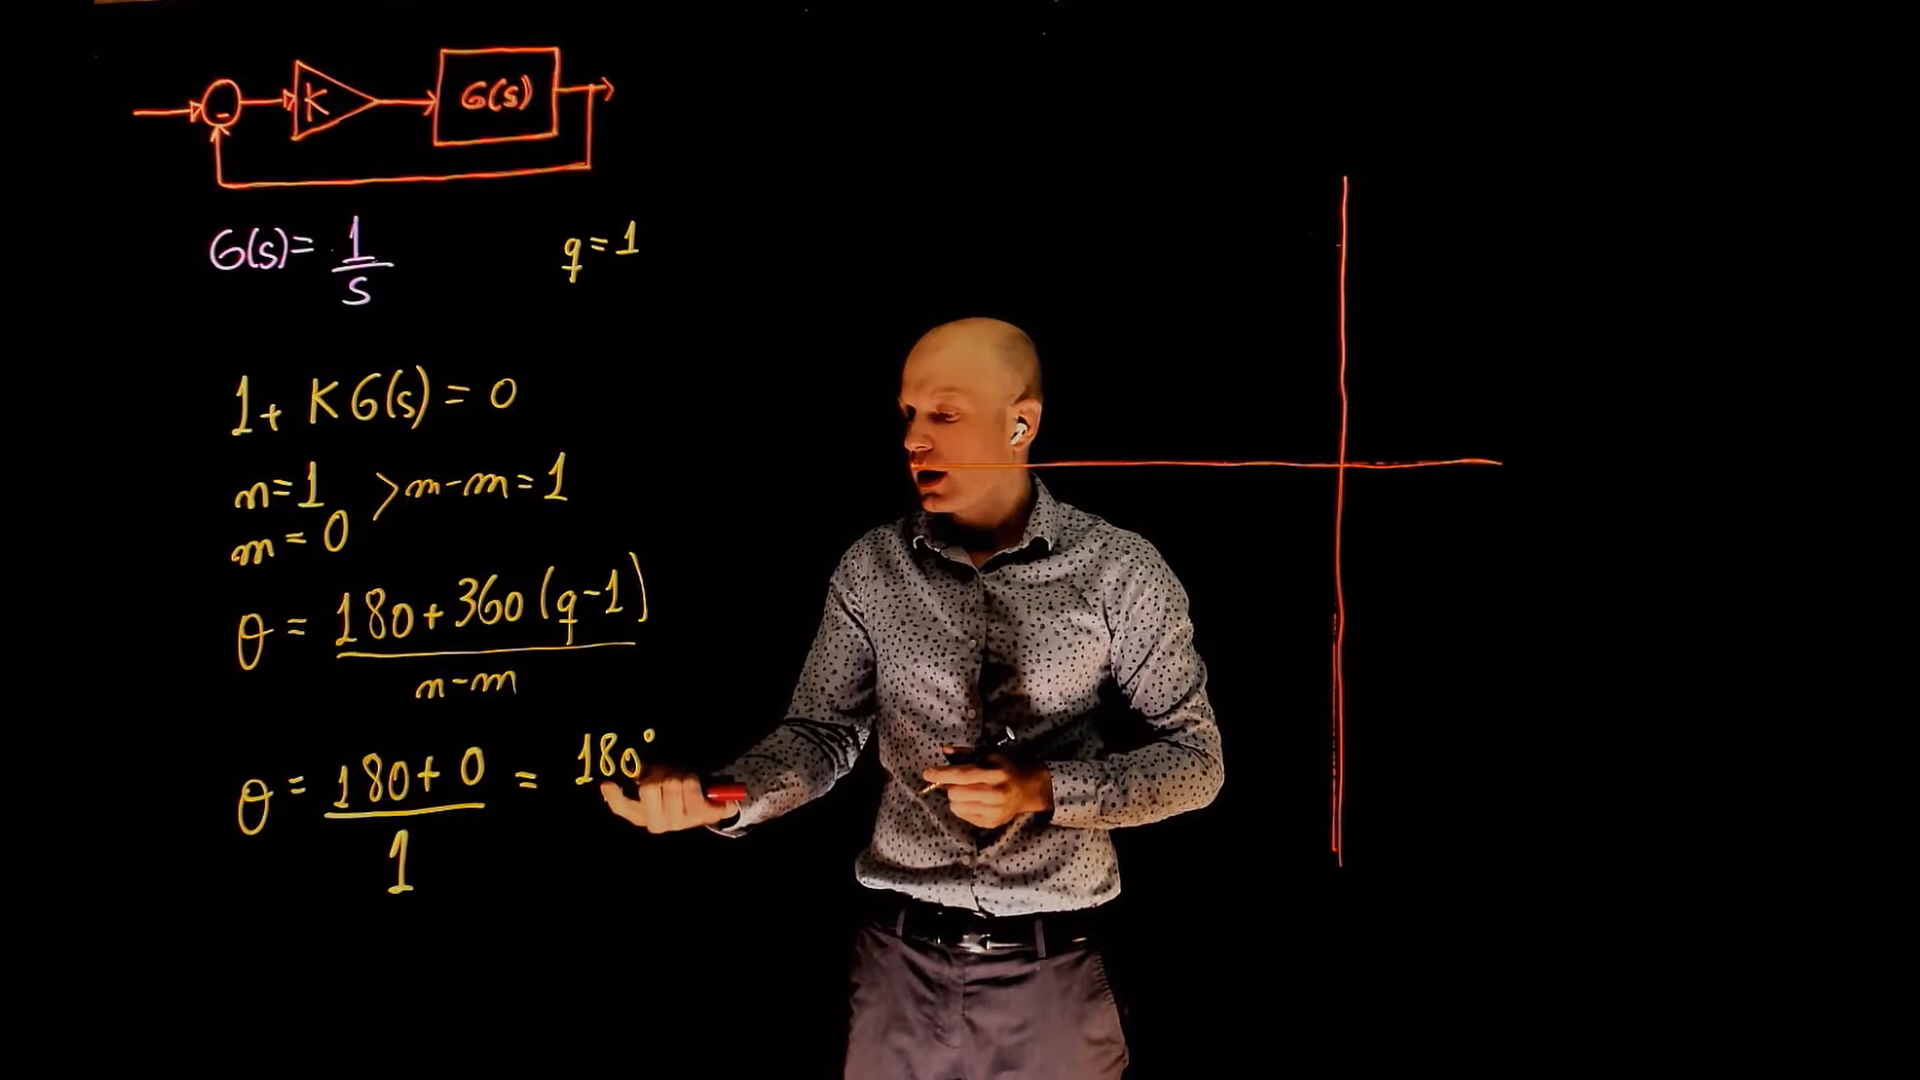 K
G(s)
-
G(s) = 1/s
q = 1
1 + K G(s) = 0
n = 1
m = 0
> n - m = 1
θ = 180 + 360 (q - 1) / n - m
θ = 180 + 0 / 1 = 180°